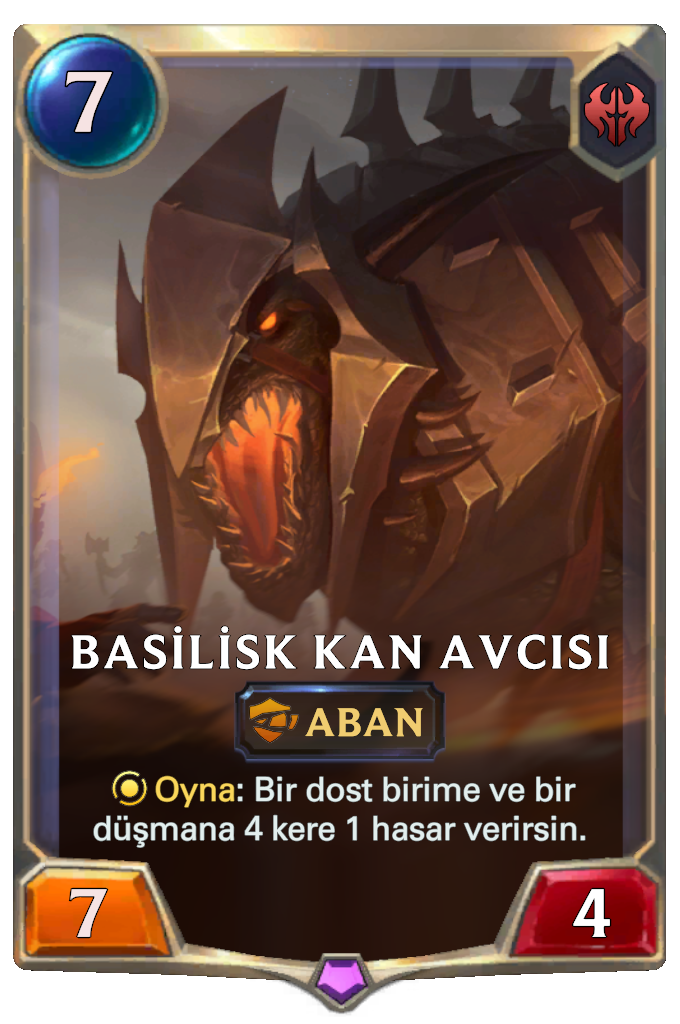 7
BASİLİSK KAN AVCISI
ABAN
Oyna: Bir dost birime ve bir
düşmana 4 kere 1 hasar verirsin.
7
4